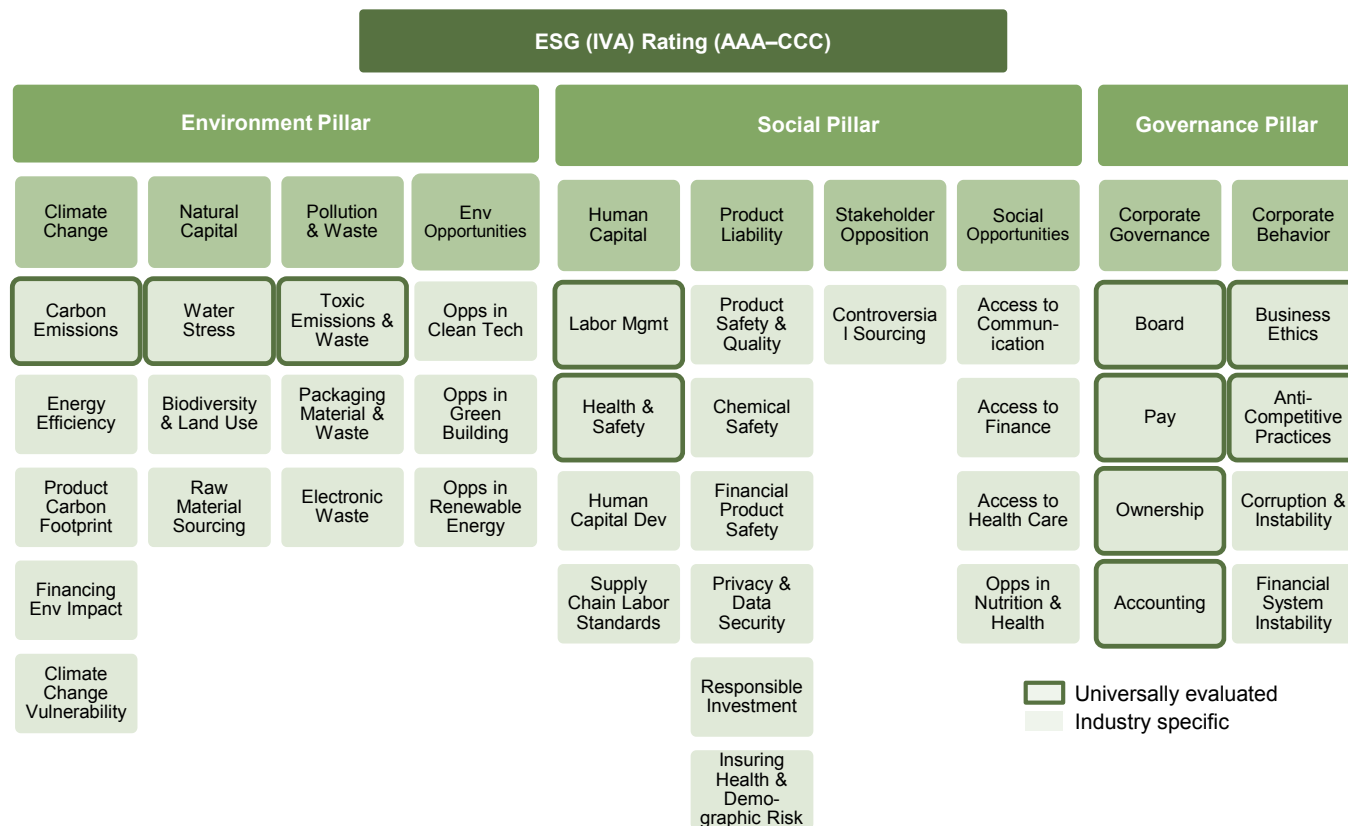 ESG (IVA) Rating (AAA–CCC)
Environment Pillar
Social Pillar
Governance Pillar
Climate
Change
Natural
Capital
Pollution
& Waste
Env
Opportunities
Human
Capital
Product
Liability
Stakeholder
Opposition
Social
Opportunities
Corporate
Governance
Corporate
Behavior
Carbon
Emissions
Water
Stress
Toxic
Emissions &
Waste
Opps in
Clean Tech
Labor Mgmt
Product
Safety &
Quality
Controversia
l Sourcing
Access to
Commun-
ication
Board
Business
Ethics
Energy
Efficiency
Biodiversity
& Land Use
Packaging
Material &
Waste
Opps in
Green
Building
Health &
Safety
Chemical
Safety
Access to
Finance
Pay
Anti-
Competitive
Practices
Product
Carbon
Footprint
Raw
Material
Sourcing
Electronic
Waste
Opps in
Renewable
Energy
Human
Capital Dev
Financial
Product
Safety
Access to
Health Care
Ownership
Corruption &
Instability
Financing
Env Impact
Supply
Chain Labor
Standards
Privacy &
Data
Security
Opps in
Nutrition &
Health
Accounting
Financial
System
Instability
Climate
Change
Vulnerability
Responsible
Investment
Universally evaluated
Industry specific
Insuring
Health &
Demo-
graphic Risk